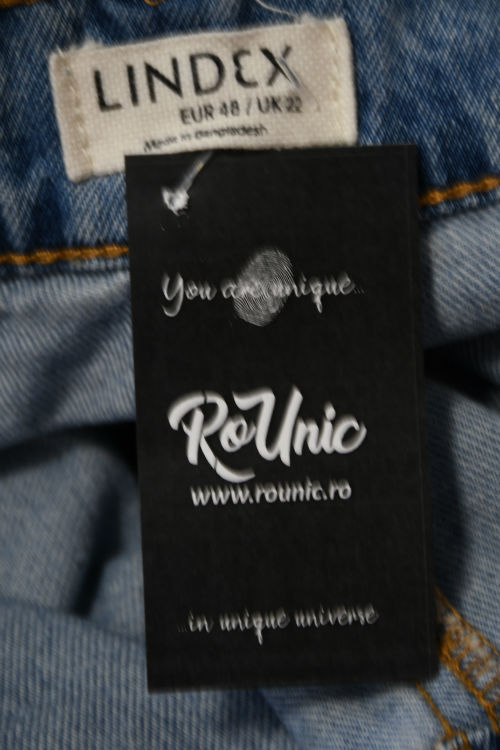 LINDEX
EUR 48 / UK 22
Made in Bangladesh
You are unique...
RoUnic
www.rounic.ro
...in unique universe